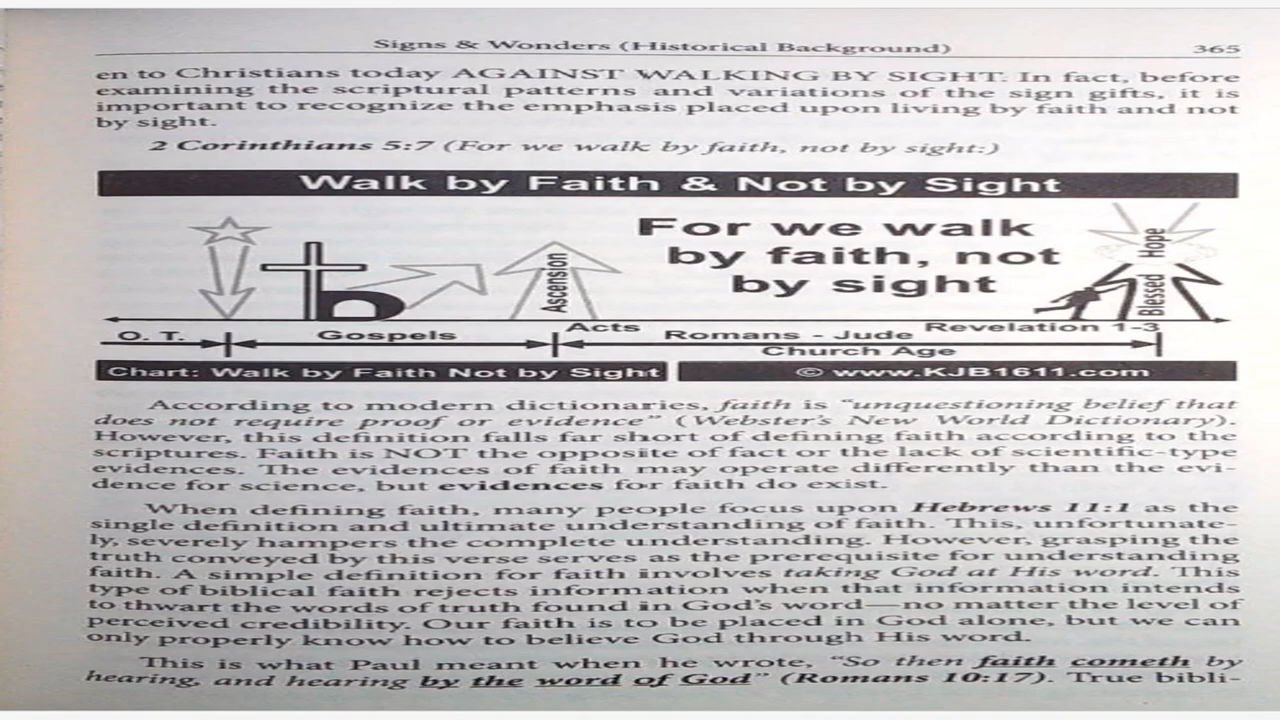 Signs & Wonders (Historical Background) 365
en to Christians today AGAINST WALKING BY SIGHT. In fact, before
examining the scriptural patterns and variations of the sign gifts, it is
important to recognize the emphasis placed upon living by faith and not
by sight.
2 Corinthians 5:7 (For we walk by faith, not by sight:)
Walk by Faith & Not by Sight
For we walk
by faith, not
by sight
Ascension
Blessed Hope
O. T.
Gospels
Acts
Romans - Jude
Revelation 1-3
Church Age
Chart: Walk by Faith Not by Sight
© www.KJB1611.com
According to modern dictionaries, faith is "unquestioning belief that
does not require proof or evidence" (Webster's New World Dictionary).
However, this definition falls far short of defining faith according to the
scriptures. Faith is NOT the opposite of fact or the lack of scientific-type
evidences. The evidences of faith may operate differently than the evi-
dence for science, but evidences for faith do exist.
When defining faith, many people focus upon Hebrews 11:1 as the
single definition and ultimate understanding of faith. This, unfortunate-
ly, severely hampers the complete understanding. However, grasping the
truth conveyed by this verse serves as the prerequisite for understanding
faith. A simple definition for faith involves taking God at His word. This
type of biblical faith rejects information when that information intends
to thwart the words of truth found in God's word—no matter the level of
perceived credibility. Our faith is to be placed in God alone, but we can
only properly know how to believe God through His word.
This is what Paul meant when he wrote, "So then faith cometh by
hearing, and hearing by the word of God" (Romans 10:17). True bibli-